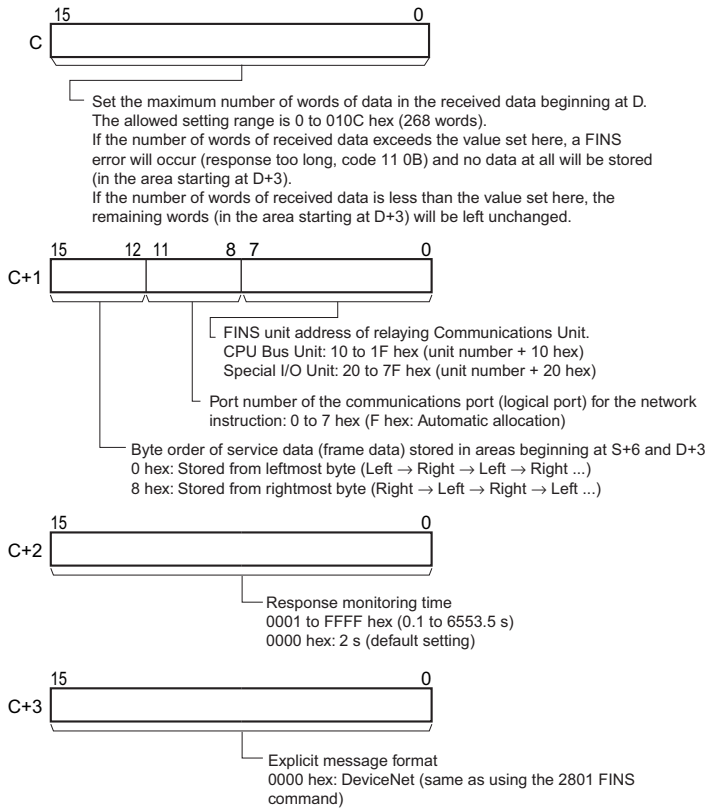 15 0
C
Set the maximum number of words of data in the received data beginning at D.
The allowed setting range is 0 to 010C hex (268 words).
If the number of words of received data exceeds the value set here, a FINS
error will occur (response too long, code 11 0B) and no data at all will be stored
(in the area starting at D+3).
If the number of words of received data is less than the value set here, the
remaining words (in the area starting at D+3) will be left unchanged.
15 12 11 8 7 0
C+1
FINS unit address of relaying Communications Unit.
CPU Bus Unit: 10 to 1F hex (unit number + 10 hex)
Special I/O Unit: 20 to 7F hex (unit number + 20 hex)
Port number of the communications port (logical port) for the network
instruction: 0 to 7 hex (F hex: Automatic allocation)
Byte order of service data (frame data) stored in areas beginning at S+6 and D+3
0 hex: Stored from leftmost byte (Left → Right → Left → Right ...)
8 hex: Stored from rightmost byte (Right → Left → Right → Left ...)
15 0
C+2
Response monitoring time
0001 to FFFF hex (0.1 to 6553.5 s)
0000 hex: 2 s (default setting)
15 0
C+3
Explicit message format
0000 hex: DeviceNet (same as using the 2801 FINS
command)